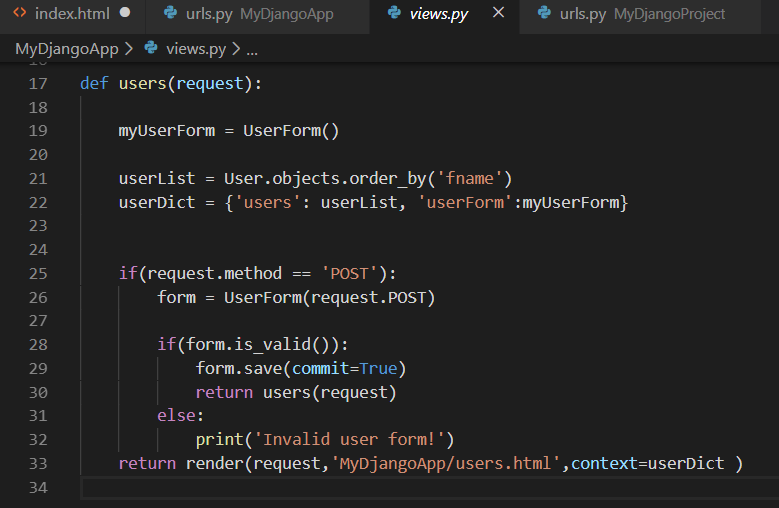 index.html ● urls.py MyDjangoApp views.py × urls.py MyDjangoProject
MyDjangoApp > views.py > ...
17 def users(request):
18
19     myUserForm = UserForm()
20
21     userList = User.objects.order_by('fname')
22     userDict = {'users': userList, 'userForm':myUserForm}
23
24
25     if(request.method == 'POST'):
26         form = UserForm(request.POST)
27
28         if(form.is_valid()):
29             form.save(commit=True)
30             return users(request)
31         else:
32             print('Invalid user form!')
33     return render(request,'MyDjangoApp/users.html',context=userDict )
34